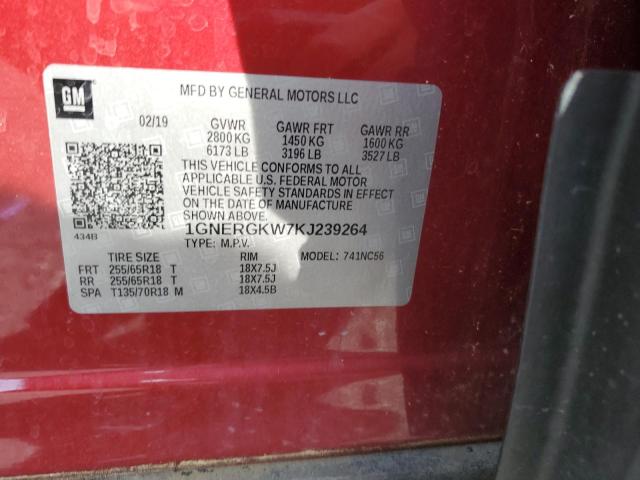 GM
MFD BY GENERAL MOTORS LLC
02/19 GVWR GAWR FRT GAWR RR
2800 KG 1450 KG 1600 KG
6173 LB 3196 LB 3527 LB
THIS VEHICLE CONFORMS TO ALL
APPLICABLE U.S. FEDERAL MOTOR
VEHICLE SAFETY STANDARDS IN EFFECT
ON THE DATE OF MANUFACTURE
SHOWN ABOVE.
434B
1GNERGKW7KJ239264
TYPE: M.P.V. MODEL: 741NC56
TIRE SIZE RIM
FRT 255/65R18 T 18X7.5J
RR 255/65R18 T 18X7.5J
SPA T135/70R18 M 18X4.5B